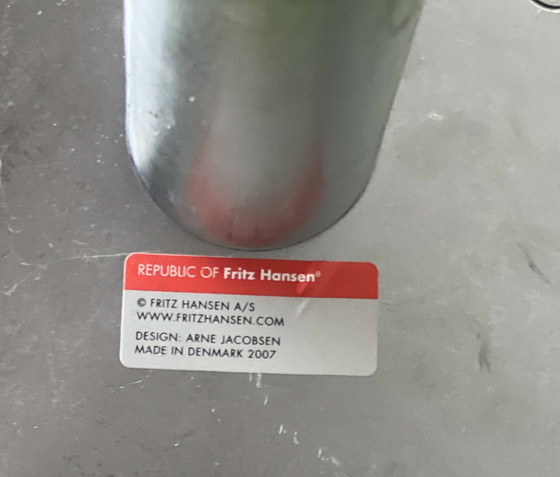 REPUBLIC OF Fritz Hansen®
© FRITZ HANSEN A/S
WWW.FRITZHANSEN.COM
DESIGN: ARNE JACOBSEN
MADE IN DENMARK 2007